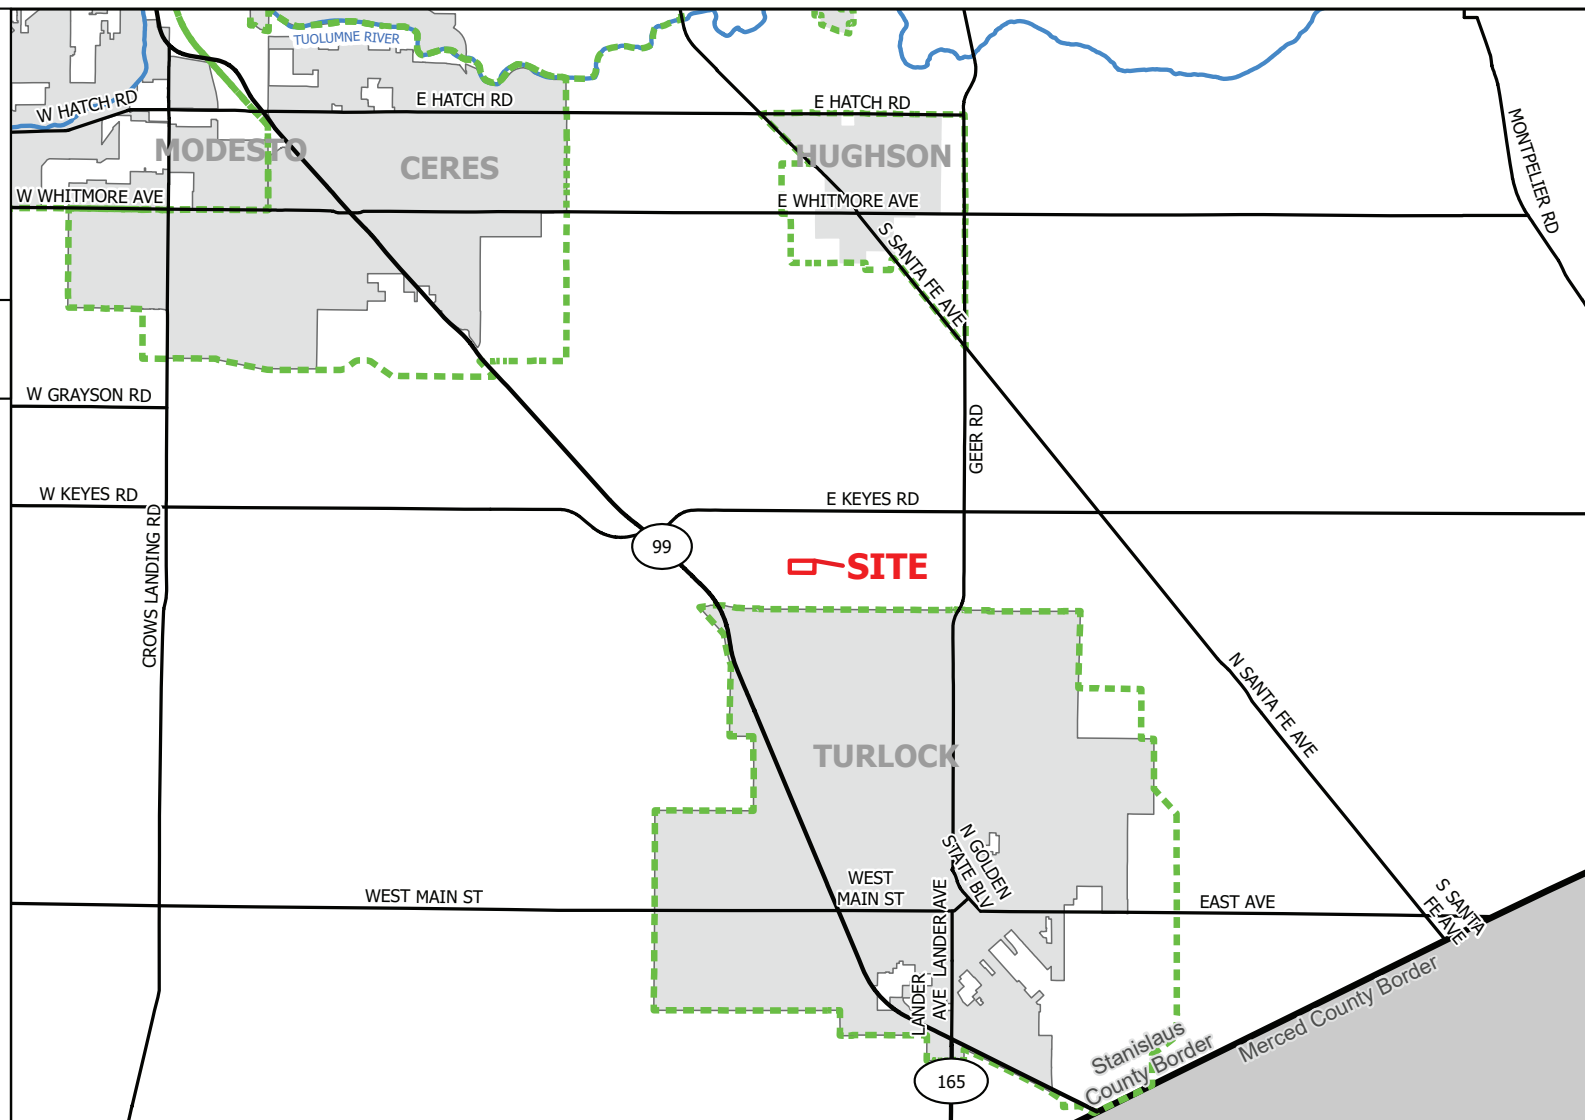 TUOLUMNE RIVER
W HATCH RD
E HATCH RD
E HATCH RD
MONTPELIER RD
MODESTO
CERES
HUGHSON
W WHITMORE AVE
E WHITMORE AVE
S SANTA FE AVE
W GRAYSON RD
GEER RD
W KEYES RD
E KEYES RD
CROWS LANDING RD
99
SITE
N SANTA FE AVE
TURLOCK
N GOLDEN
STATE BLV
WEST MAIN ST
WEST
MAIN ST
EAST AVE
S SANTA
FE AVE
LANDER AVE
LANDER
AVE
Merced County Border
Stanislaus
County Border
165